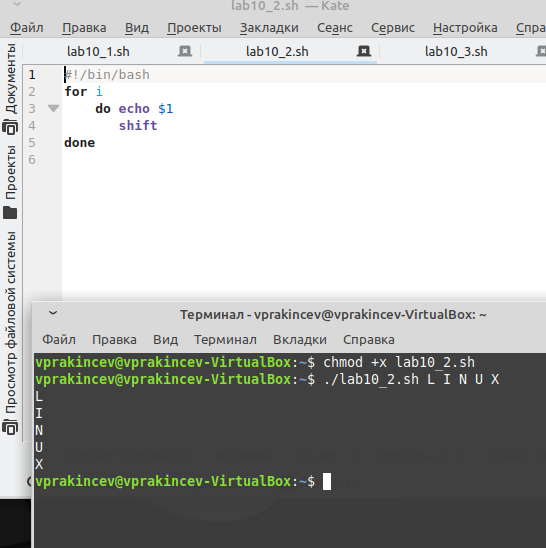 lab10_2.sh — Kate
Файл Правка Вид Проекты Закладки Сеанс Сервис Настройка
lab10_1.sh lab10_2.sh lab10_3.sh
Документы
Проекты
Просмотр файловой системы
1 #!/bin/bash
2 for i
3 do echo $1
4 shift
5 done
6
Терминал - vprakincev@vprakincev-VirtualBox: ~
Файл Правка Вид Терминал Вкладки Справка
vprakincev@vprakincev-VirtualBox:~$ chmod +x lab10_2.sh
vprakincev@vprakincev-VirtualBox:~$ ./lab10_2.sh L I N U X
L
I
N
U
X
vprakincev@vprakincev-VirtualBox:~$